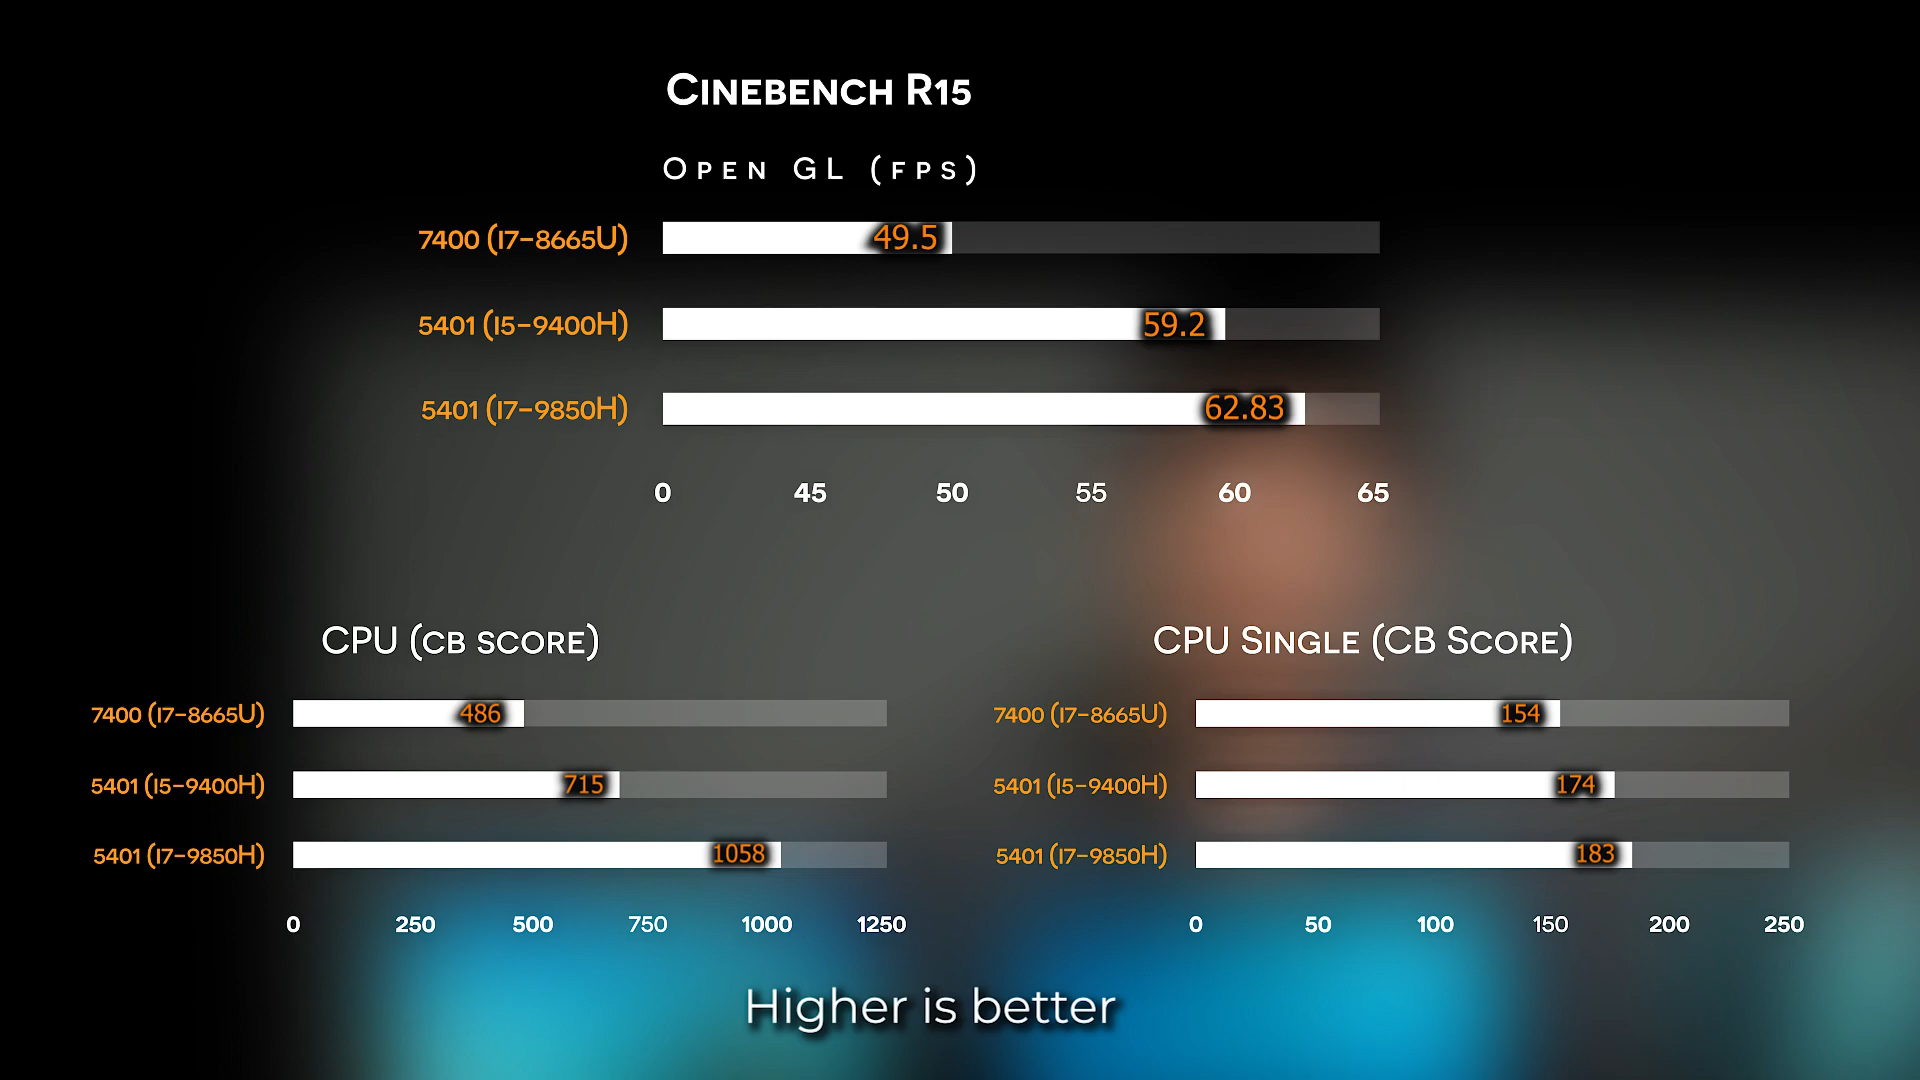 Cinebench R15
Open GL (fps)
7400 (i7-8665U) 49.5
5401 (i5-9400H) 59.2
5401 (i7-9850H) 62.83
0 45 50 55 60 65
CPU (cb score)
7400 (i7-8665U) 486
5401 (i5-9400H) 715
5401 (i7-9850H) 1058
0 250 500 750 1000 1250
CPU Single (CB Score)
7400 (i7-8665U) 154
5401 (i5-9400H) 174
5401 (i7-9850H) 183
0 50 100 150 200 250
Higher is better